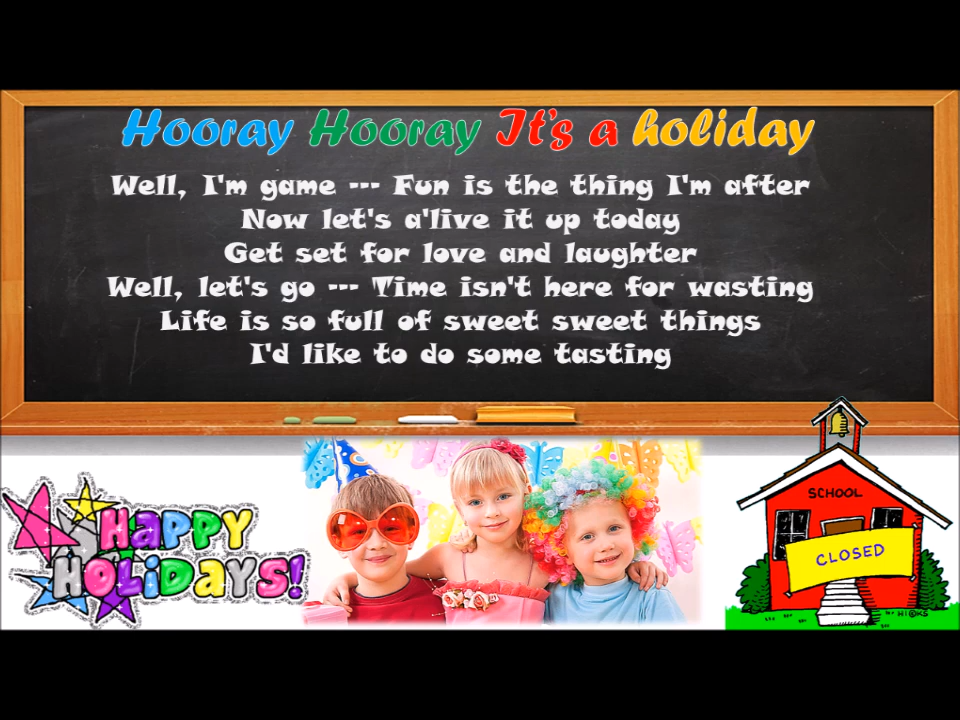 Hooray Hooray It's a holiday
Well, I'm game --- Fun is the thing I'm after
Now let's a'live it up today
Get set for love and laughter
Well, let's go --- Time isn't here for wasting
Life is so full of sweet sweet things
I'd like to do some tasting
HAPPY
HOLiDAYS!
SCHOOL
CLOSED
HICKS